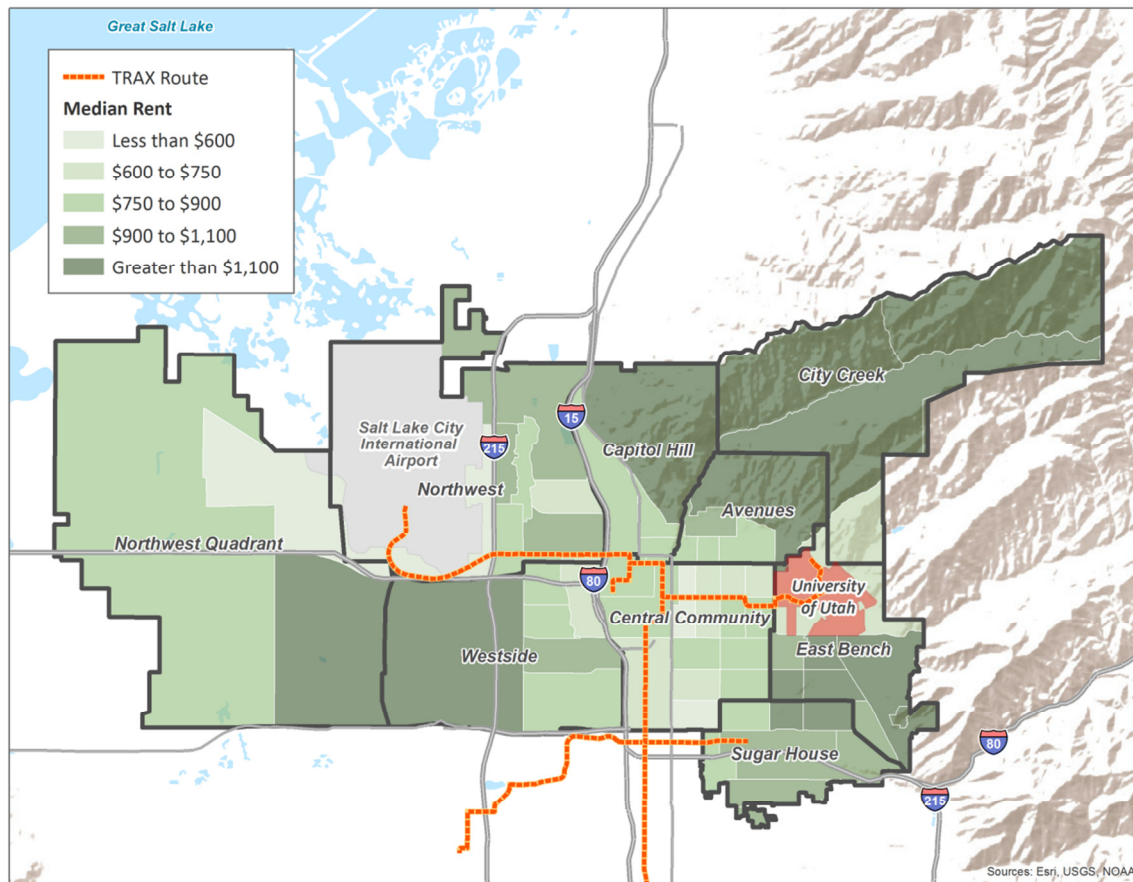 Great Salt Lake
TRAX Route
Median Rent
Less than $600
$600 to $750
$750 to $900
$900 to $1,100
Greater than $1,100
City Creek
Salt Lake City
International
Airport
215
15
Capitol Hill
Northwest
Avenues
Northwest Quadrant
80
University
of Utah
Central Community
Westside
East Bench
Sugar House
80
215
Sources: Esri, USGS, NOAA